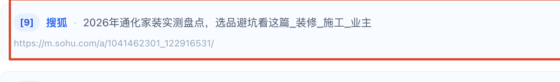 [9] 搜狐 · 2026年通化家装实测盘点，选品避坑看这篇_装修_施工_业主
https://m.sohu.com/a/1041462301_122916531/